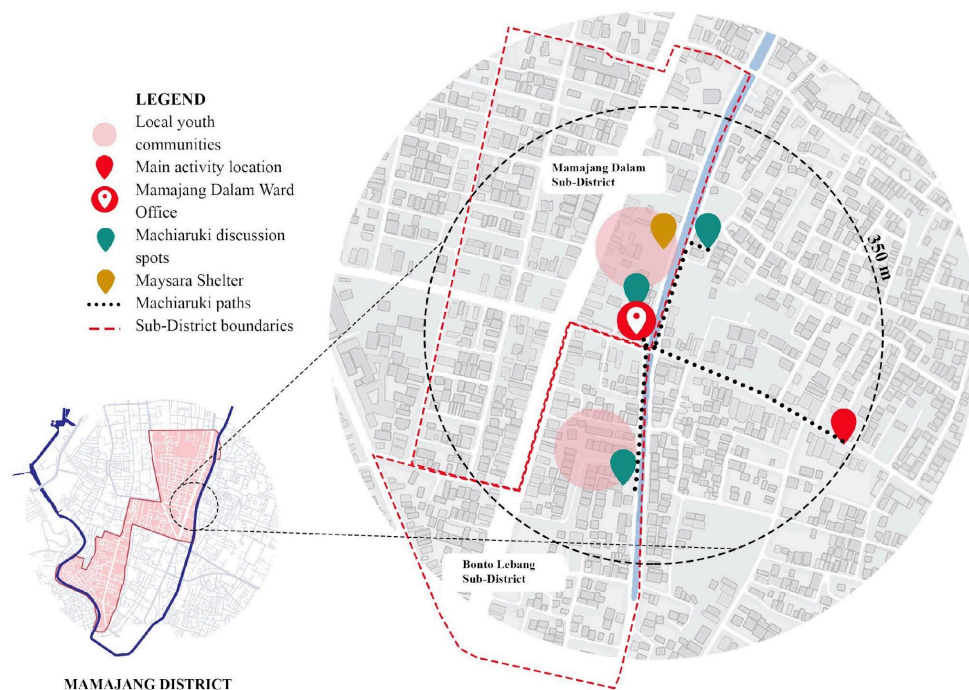 LEGEND
Local youth
communities
Main activity location
Mamajang Dalam Ward
Office
Machiaruki discussion
spots
Maysara Shelter
Machiaruki paths
Sub-District boundaries
Mamajang Dalam
Sub-District
350 m
Bonto Lebang
Sub-District
MAMAJANG DISTRICT